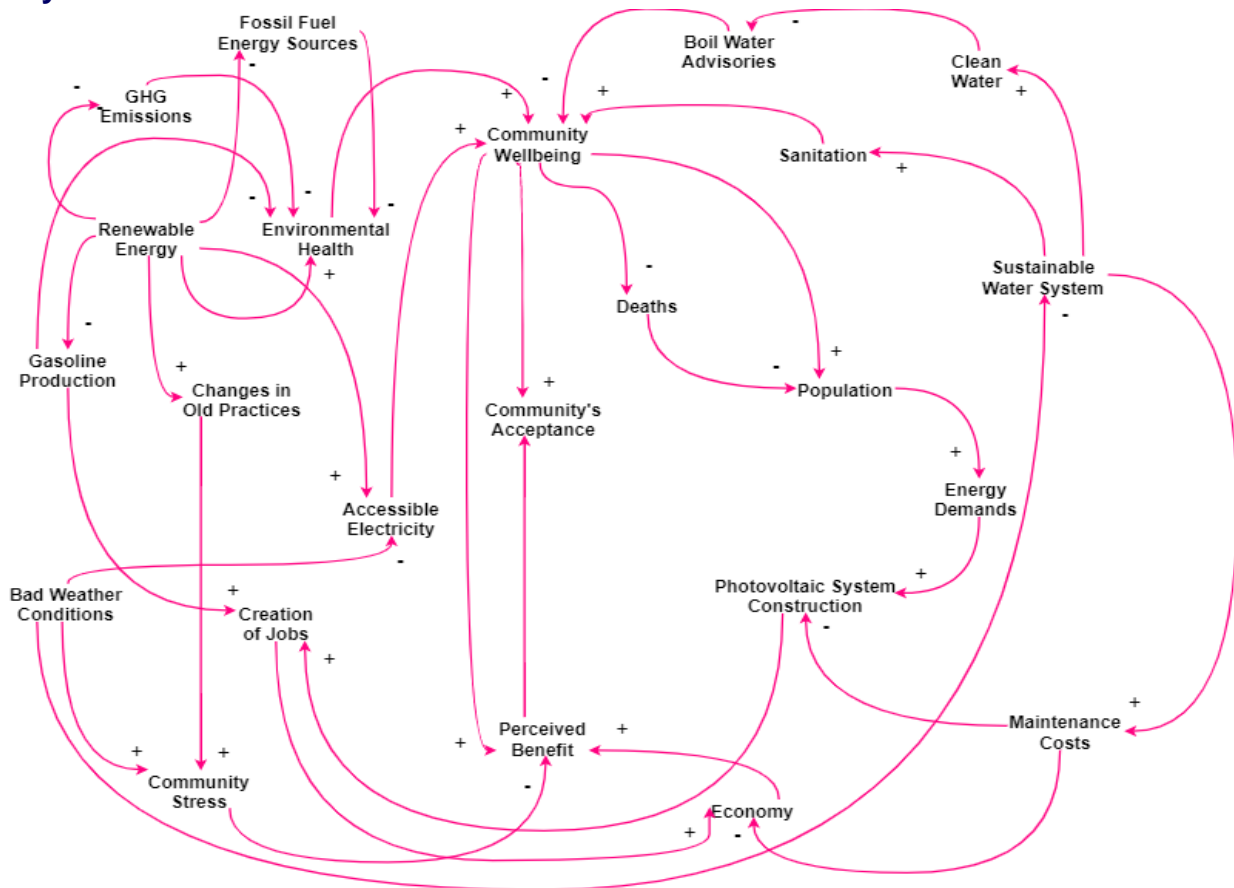 Fossil Fuel
Energy Sources
Boil Water
Advisories
Clean
Water
GHG
Emissions
Community
Wellbeing
Sanitation
Renewable
Energy
Environmental
Health
Sustainable
Water System
Deaths
Gasoline
Production
Changes in
Old Practices
Community's
Acceptance
Population
Accessible
Electricity
Energy
Demands
Bad Weather
Conditions
Creation
of Jobs
Photovoltaic System
Construction
Perceived
Benefit
Maintenance
Costs
Community
Stress
Economy